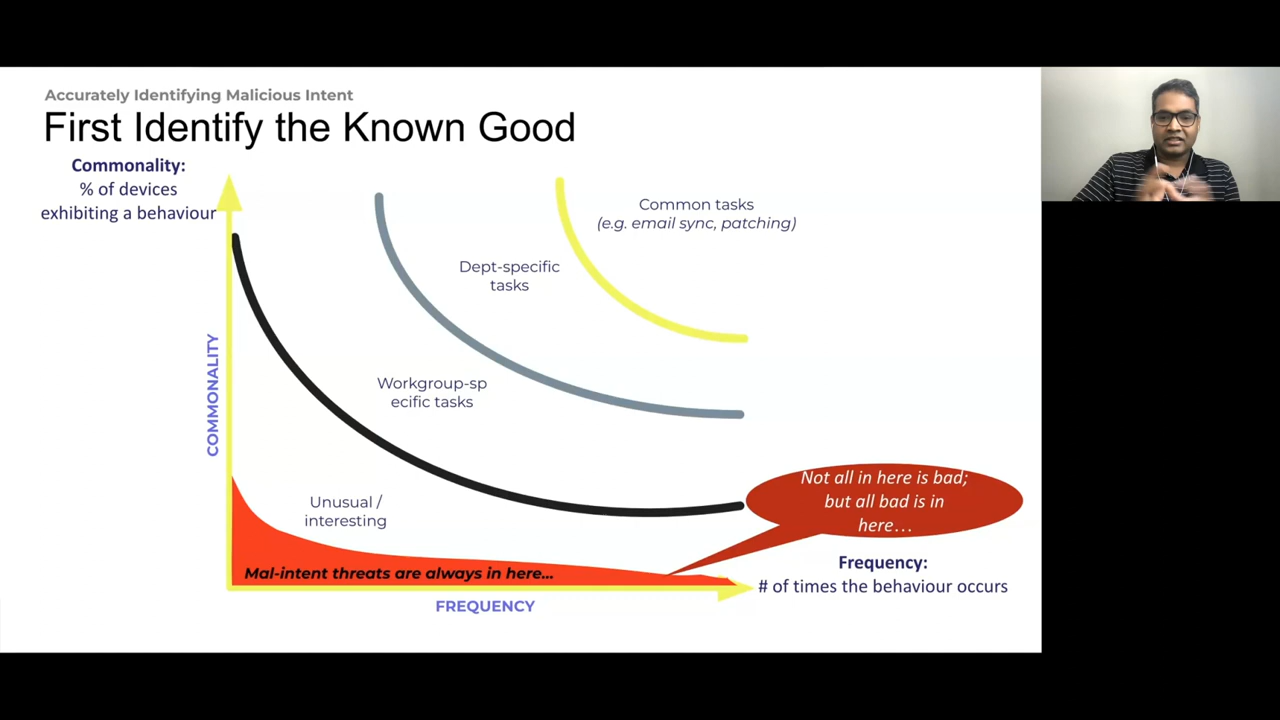 Accurately Identifying Malicious Intent
First Identify the Known Good
Commonality:
% of devices
exhibiting a behaviour
Common tasks
(e.g. email sync, patching)
Dept-specific
tasks
COMMONALITY
Workgroup-sp
ecific tasks
Not all in here is bad;
but all bad is in
here…
Unusual /
interesting
Mal-intent threats are always in here…
Frequency:
# of times the behaviour occurs
FREQUENCY